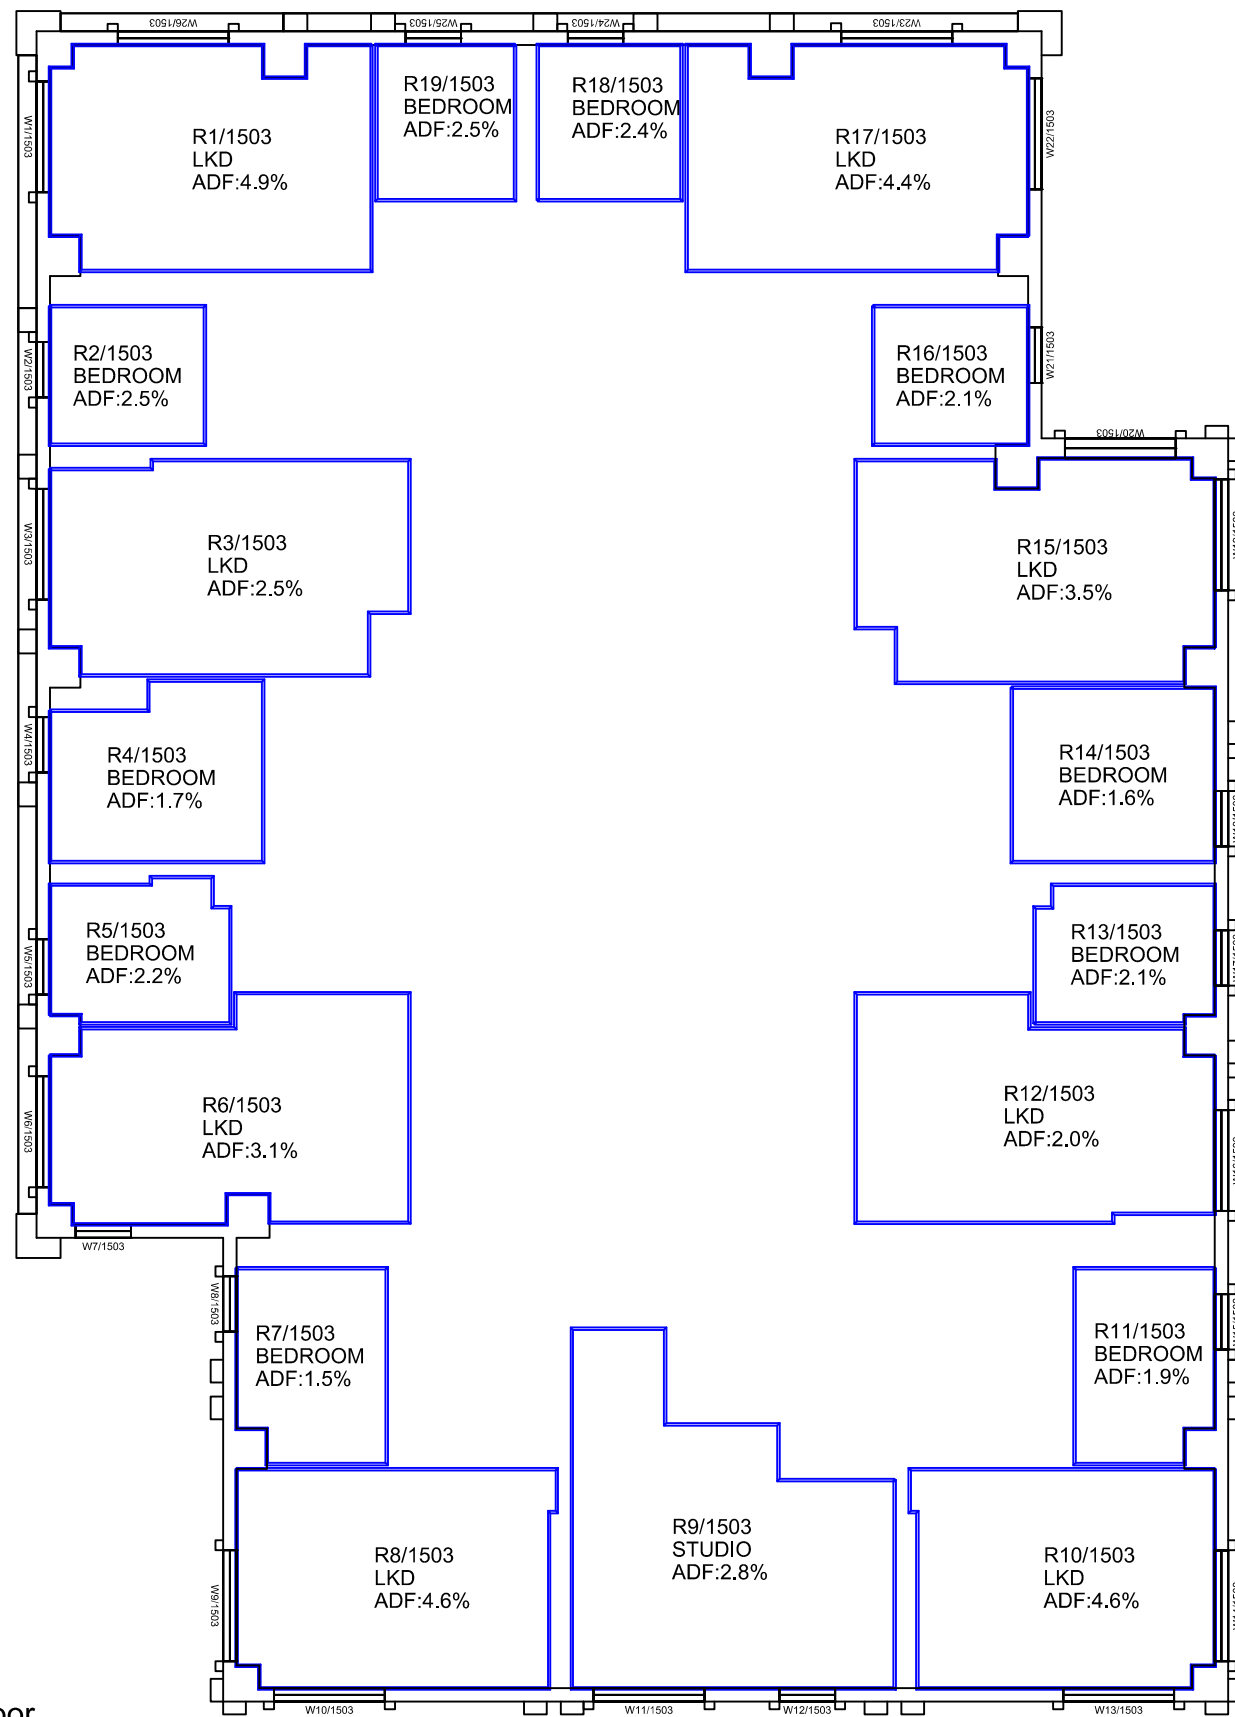 W26/1503
W25/1503
W24/1503
W23/1503
W1/1503
R1/1503
LKD
ADF:4.9%
R19/1503
BEDROOM
ADF:2.5%
R18/1503
BEDROOM
ADF:2.4%
R17/1503
LKD
ADF:4.4%
W22/1503
W2/1503
R2/1503
BEDROOM
ADF:2.5%
R16/1503
BEDROOM
ADF:2.1%
W21/1503
W20/1503
W3/1503
R3/1503
LKD
ADF:2.5%
R15/1503
LKD
ADF:3.5%
W4/1503
R4/1503
BEDROOM
ADF:1.7%
R14/1503
BEDROOM
ADF:1.6%
W5/1503
R5/1503
BEDROOM
ADF:2.2%
R13/1503
BEDROOM
ADF:2.1%
W6/1503
R6/1503
LKD
ADF:3.1%
R12/1503
LKD
ADF:2.0%
W7/1503
W8/1503
R7/1503
BEDROOM
ADF:1.5%
R11/1503
BEDROOM
ADF:1.9%
W9/1503
R8/1503
LKD
ADF:4.6%
R9/1503
STUDIO
ADF:2.8%
R10/1503
LKD
ADF:4.6%
W10/1503
W11/1503
W12/1503
W13/1503